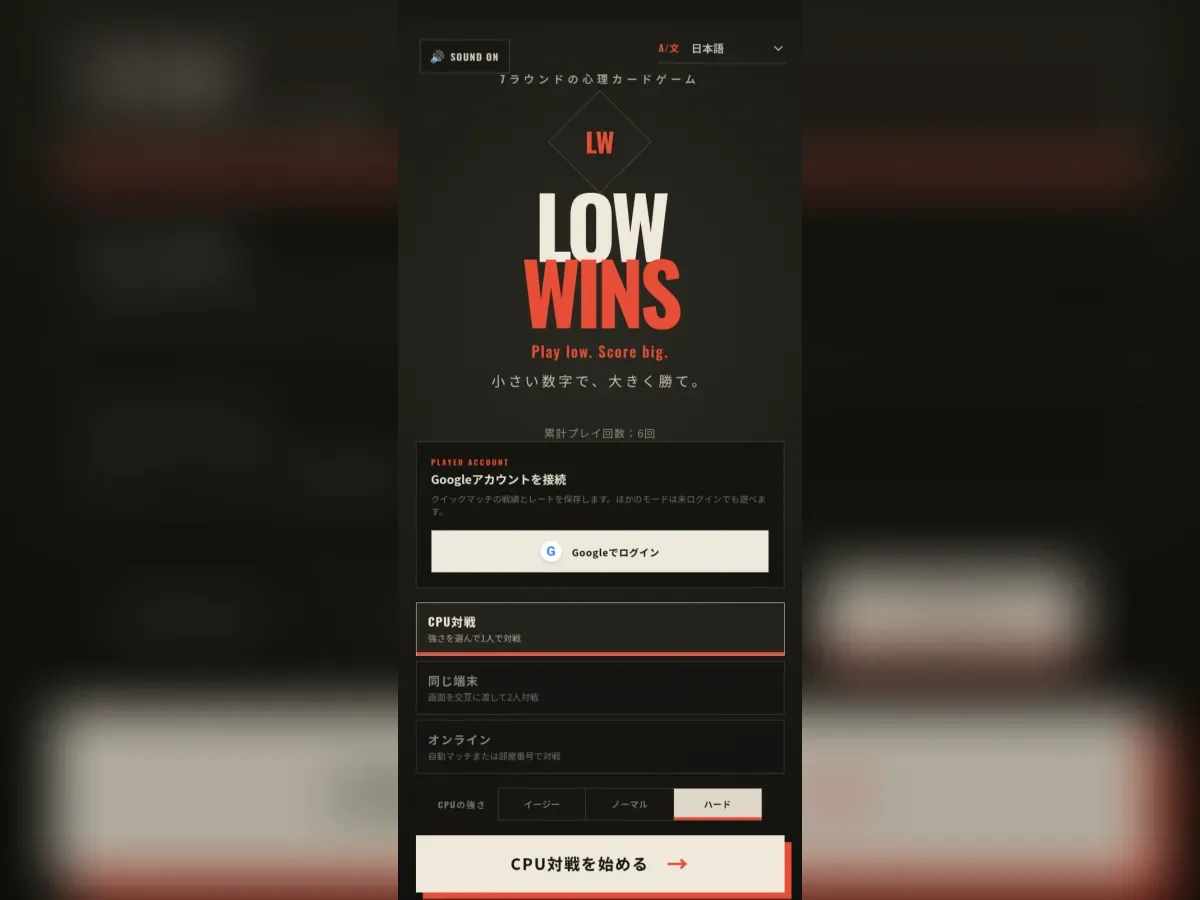 🔊 SOUND ON
A/文 日本語
7ラウンドの心理カードゲーム
LW
LOW
WINS
Play low. Score big.
小さい数字で、大きく勝て。
累計プレイ回数：6回
PLAYER ACCOUNT
Googleアカウントを接続
クイックマッチの戦績とレートを保存します。ほかのモードは未ログインでも遊べま
す。
G Googleでログイン
CPU対戦
強さを選んで1人で対戦
同じ端末
画面を交互に渡して2人対戦
オンライン
自動マッチまたは部屋番号で対戦
CPUの強さ イージー ノーマル ハード
CPU対戦を始める →